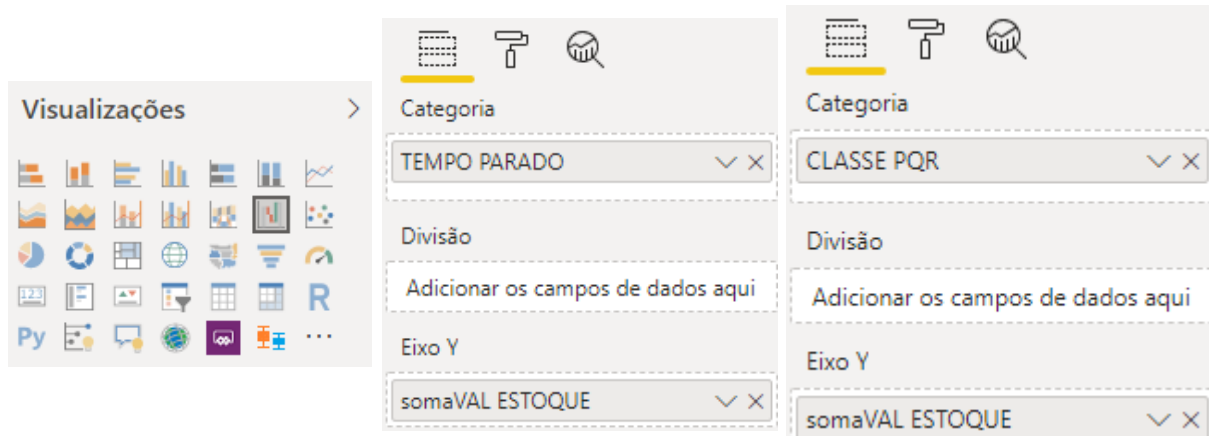 Visualizações
123
R
Py
Categoria
TEMPO PARADO
Divisão
Adicionar os campos de dados aqui
Eixo Y
somaVAL ESTOQUE
Categoria
CLASSE PQR
Divisão
Adicionar os campos de dados aqui
Eixo Y
somaVAL ESTOQUE